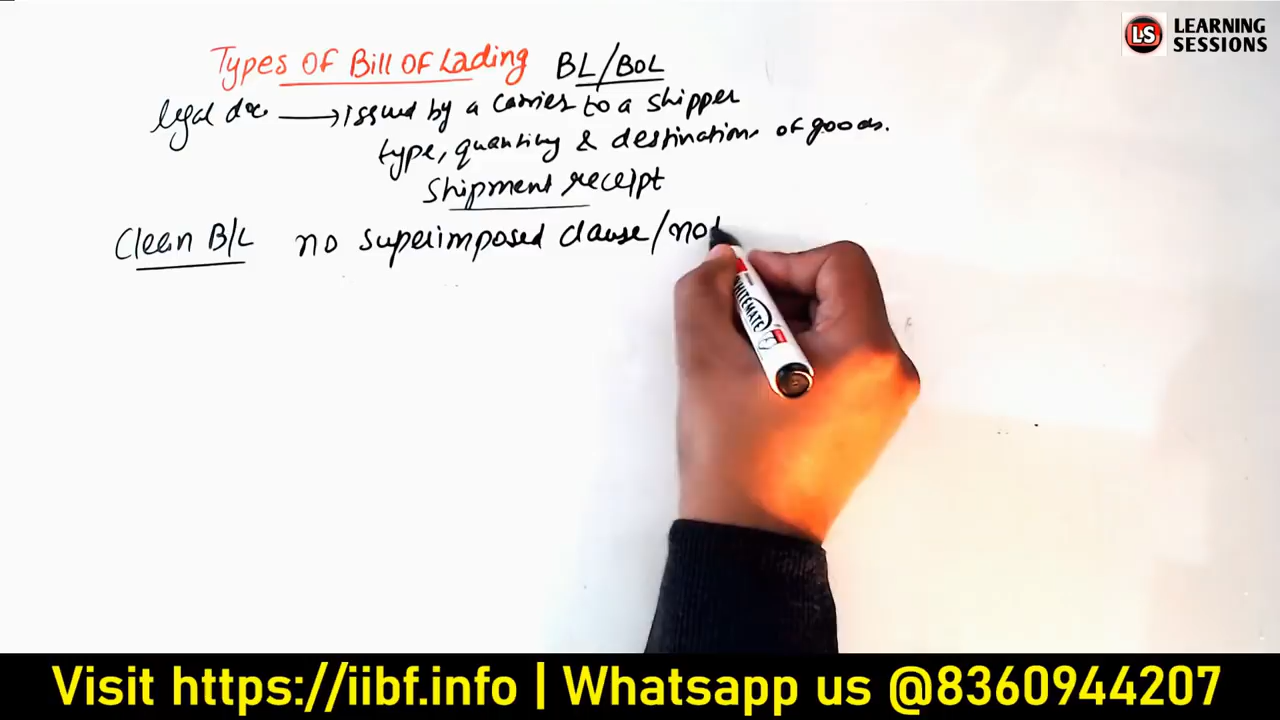 LS LEARNING SESSIONS
Types Of Bill Of Lading BL/BOL
legal doc → issued by a carrier to a shipper
type, quantity & destination of goods.
Shipment receipt
Clean B/L no superimposed clause/
Visit https://iibf.info | Whatsapp us @8360944207